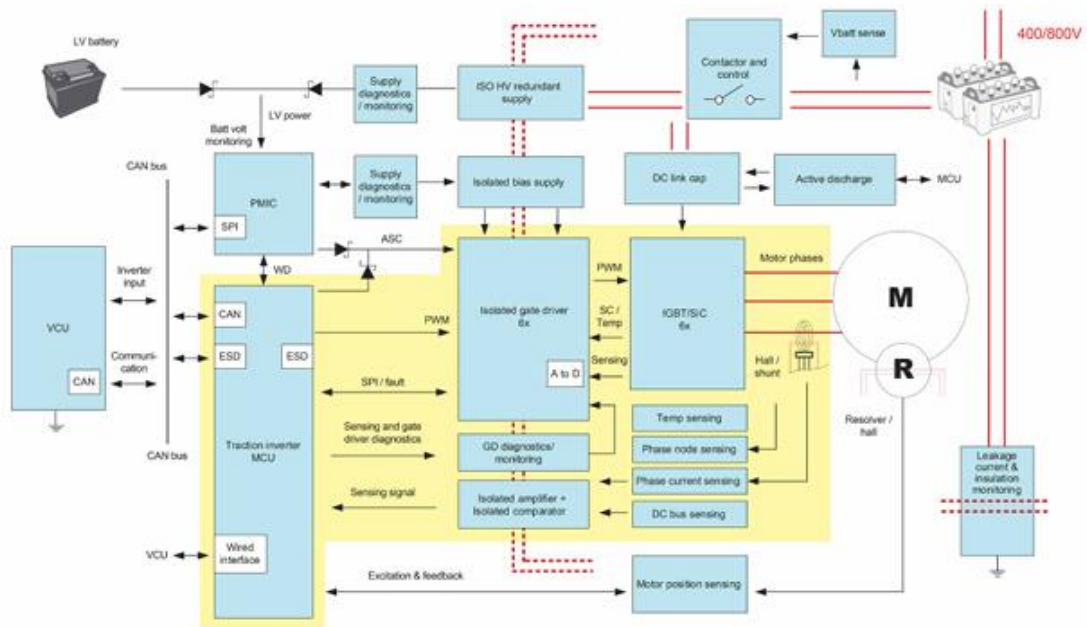 LV battery
400/800V
Vbatt sense
Contactor and
control
Supply
diagnostics
/ monitoring
ISO HV redundant
supply
LV power
Batt volt
monitoring
CAN bus
PMIC
SPI
Supply
diagnostics
/ monitoring
Isolated bias supply
DC link cap
Active discharge
MCU
ASC
WD
VCU
CAN
Inverter
input
Communi-
cation
CAN
ESD
ESD
Traction inverter
MCU
PWM
Isolated gate driver
6x
A to D
PWM
SC /
Temp
Sensing
IGBT/SiC
6x
Motor phases
M
R
Hall /
shunt
Resolver /
hall
SPI / fault
Sensing and gate
driver diagnostics
GD diagnostics/
monitoring
Temp sensing
Phase node sensing
Phase current sensing
DC bus sensing
Sensing signal
Isolated amplifier +
Isolated comparator
CAN bus
Leakage
current &
insulation
monitoring
VCU
Wired
interface
Excitation & feedback
Motor position sensing